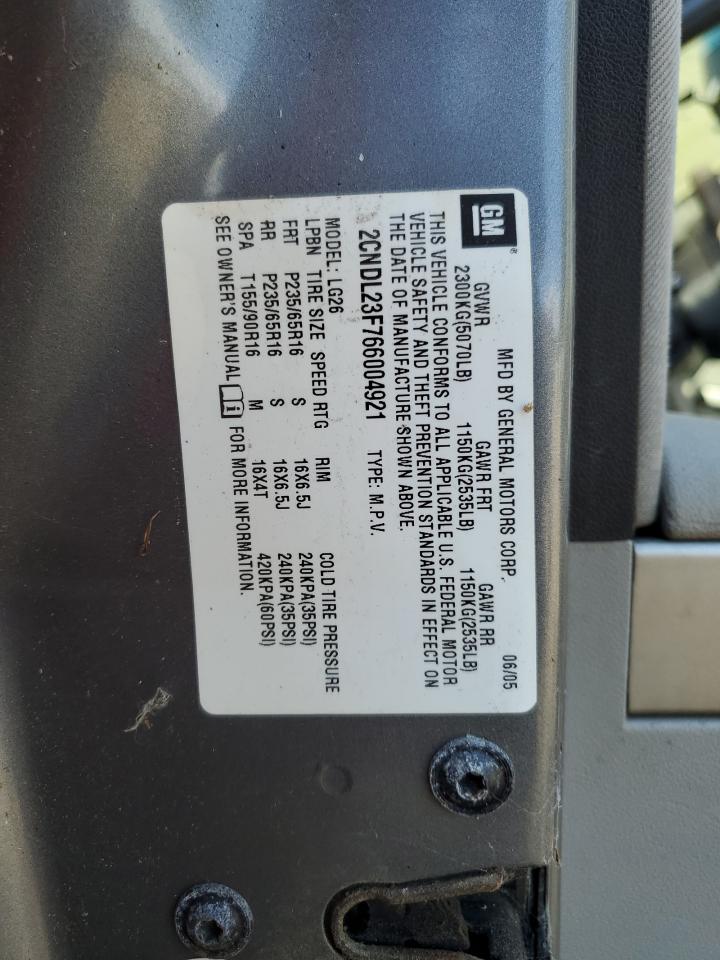 GM®
MFD BY GENERAL MOTORS CORP. 06/05
GVWR GAWR FRT GAWR RR
2300KG(5070LB) 1150KG(2535LB) 1150KG(2535LB)
THIS VEHICLE CONFORMS TO ALL APPLICABLE U.S. FEDERAL MOTOR
VEHICLE SAFETY AND THEFT PREVENTION STANDARDS IN EFFECT ON
THE DATE OF MANUFACTURE SHOWN ABOVE.
2CNDL23F766004921 TYPE: M.P.V.
MODEL: LG26
LPBN TIRE SIZE SPEED RTG RIM COLD TIRE PRESSURE
FRT P235/65R16 S 16X6.5J 240KPA(35PSI)
RR P235/65R16 S 16X6.5J 240KPA(35PSI)
SPA T155/90R16 M 16X4T 420KPA(60PSI)
SEE OWNER'S MANUAL FOR MORE INFORMATION.